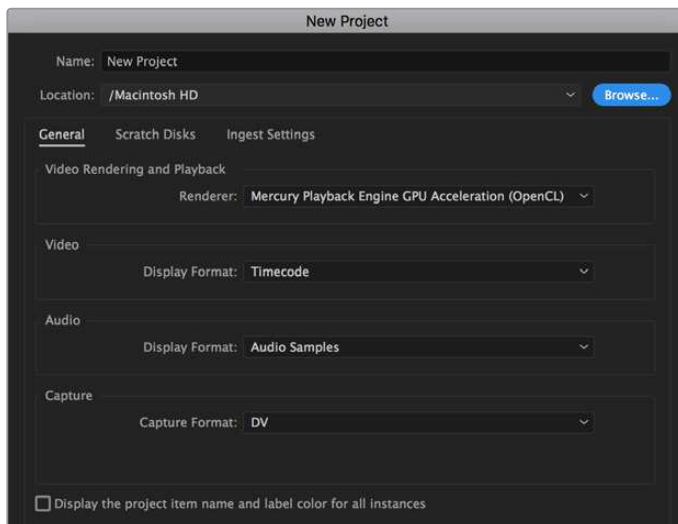 New Project
Name: New Project
Location: /Macintosh HD Browse...
General Scratch Disks Ingest Settings
Video Rendering and Playback
Renderer: Mercury Playback Engine GPU Acceleration (OpenCL)
Video
Display Format: Timecode
Audio
Display Format: Audio Samples
Capture
Capture Format: DV
Display the project item name and label color for all instances